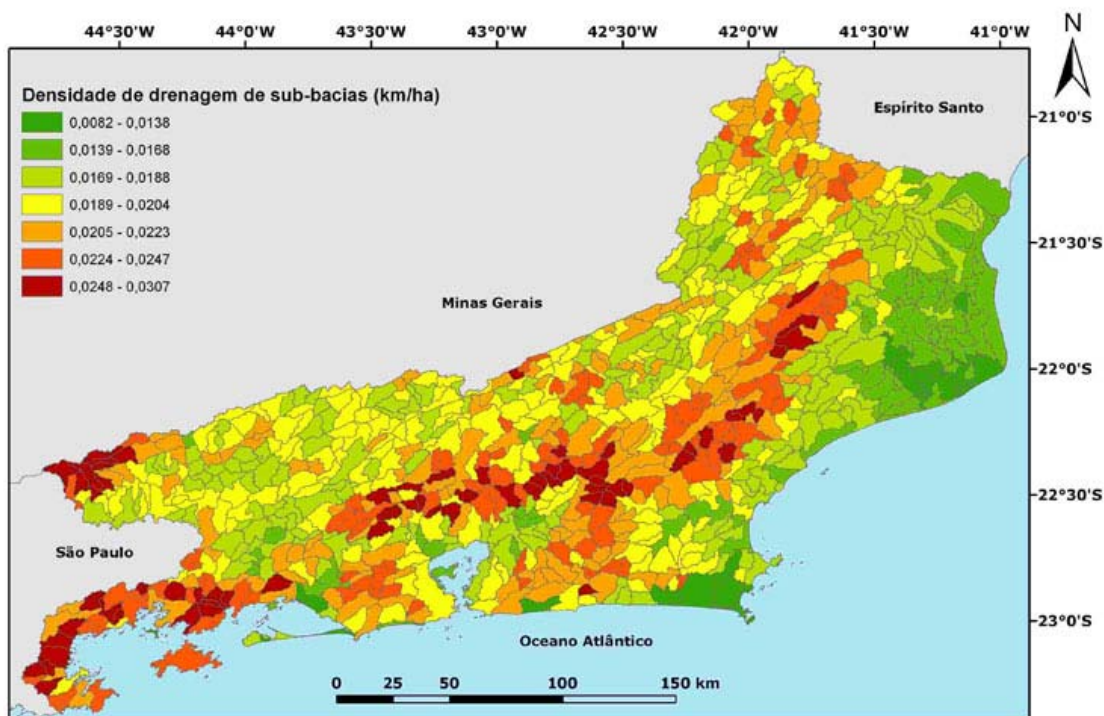 44°30'W 44°0'W 43°30'W 43°0'W 42°30'W 42°0'W 41°30'W 41°0'W
N
Densidade de drenagem de sub-bacias (km/ha)
0,0082 - 0,0138
0,0139 - 0,0168
0,0169 - 0,0188
0,0189 - 0,0204
0,0205 - 0,0223
0,0224 - 0,0247
0,0248 - 0,0307
Espírito Santo
21°0'S
21°30'S
Minas Gerais
22°0'S
22°30'S
São Paulo
23°0'S
Oceano Atlântico
0 25 50 100 150 km